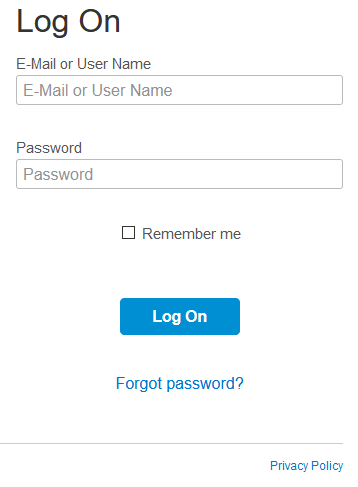 Log On
E-Mail or User Name
E-Mail or User Name
Password
Password
Remember me
Log On
Forgot password?
Privacy Policy